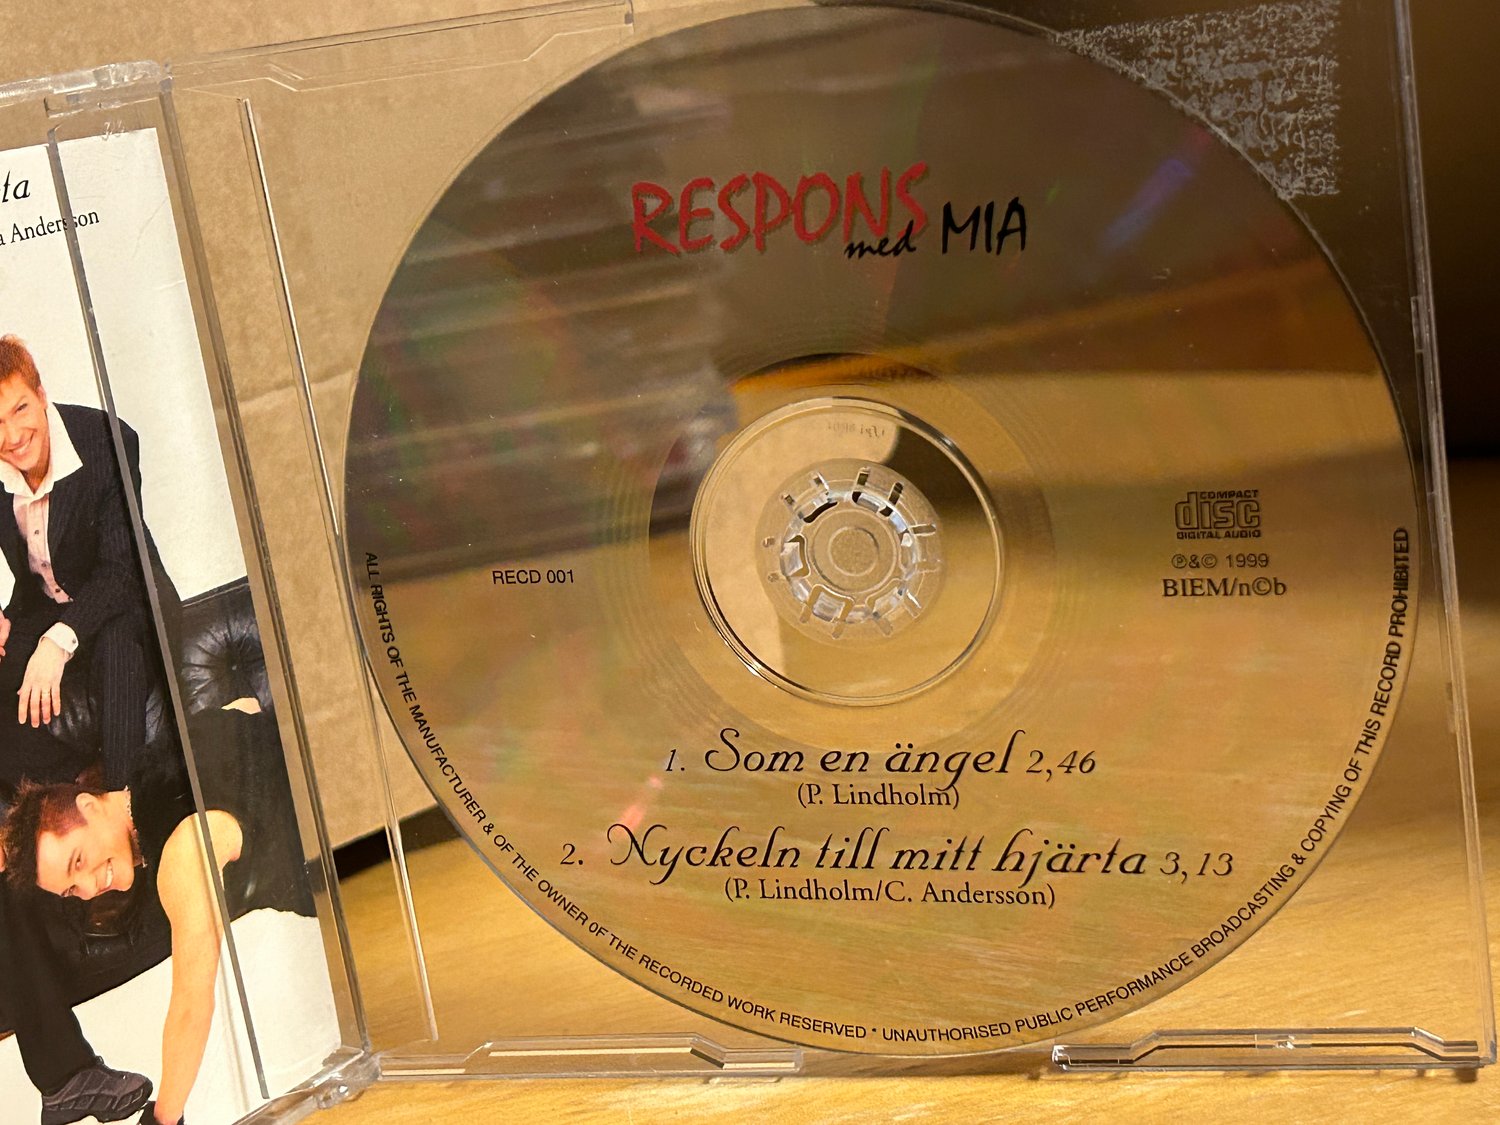 ta
a Andersson
RESPONS
med MIA
COMPACT
disc
DIGITAL AUDIO
RECD 001
℗&© 1999
BIEM/n©b
1. Som en ängel 2,46
(P. Lindholm)
2. Nyckeln till mitt hjärta 3,13
(P. Lindholm/C. Andersson)
ALL RIGHTS OF THE MANUFACTURER & OF THE OWNER 0F THE RECORDED WORK RESERVED * UNAUTHORISED PUBLIC PERFORMANCE BROADCASTING & COPYING OF THIS RECORD PROHIBITED